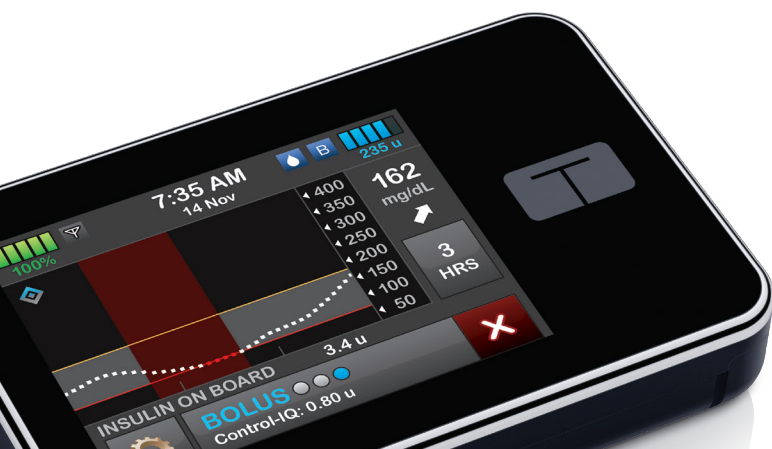 7:35 AM
14 Nov
B
235 u
100%
162
mg/dL
3
HRS
400
350
300
250
200
150
100
50
INSULIN ON BOARD
3.4 u
BOLUS
Control-IQ: 0.80 u
T